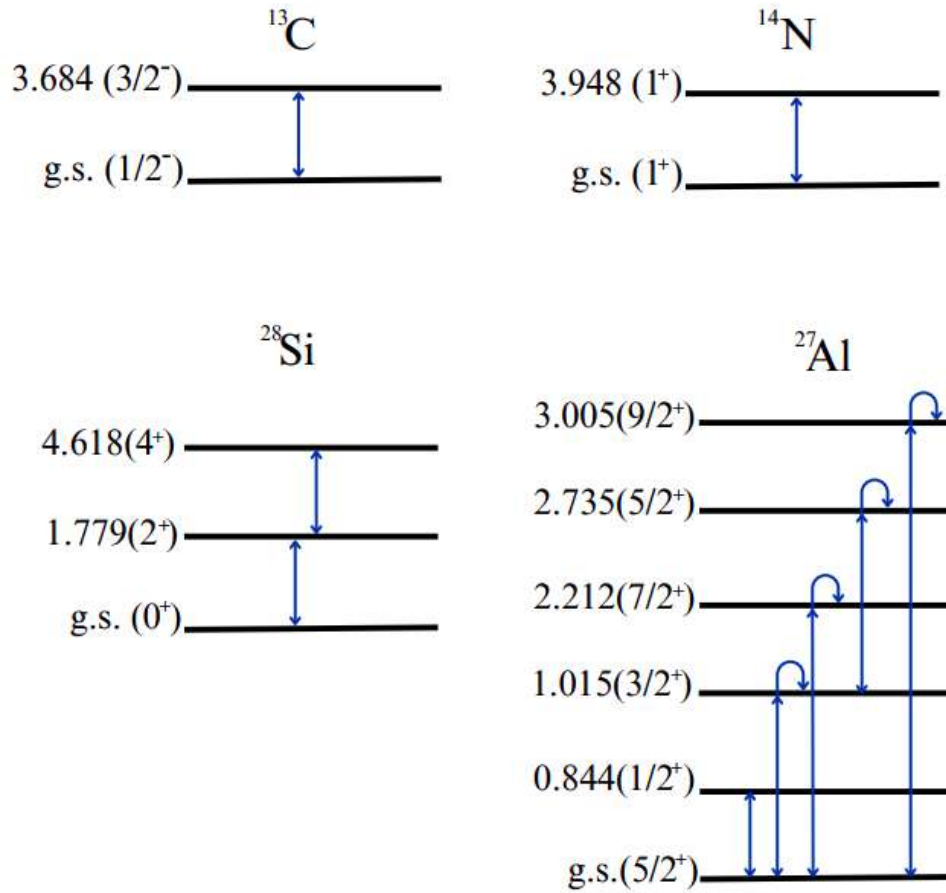 ¹³C
3.684 (3/2⁻)
g.s. (1/2⁻)
¹⁴N
3.948 (1⁺)
g.s. (1⁺)
²⁸Si
4.618(4⁺)
1.779(2⁺)
g.s. (0⁺)
²⁷Al
3.005(9/2⁺)
2.735(5/2⁺)
2.212(7/2⁺)
1.015(3/2⁺)
0.844(1/2⁺)
g.s.(5/2⁺)